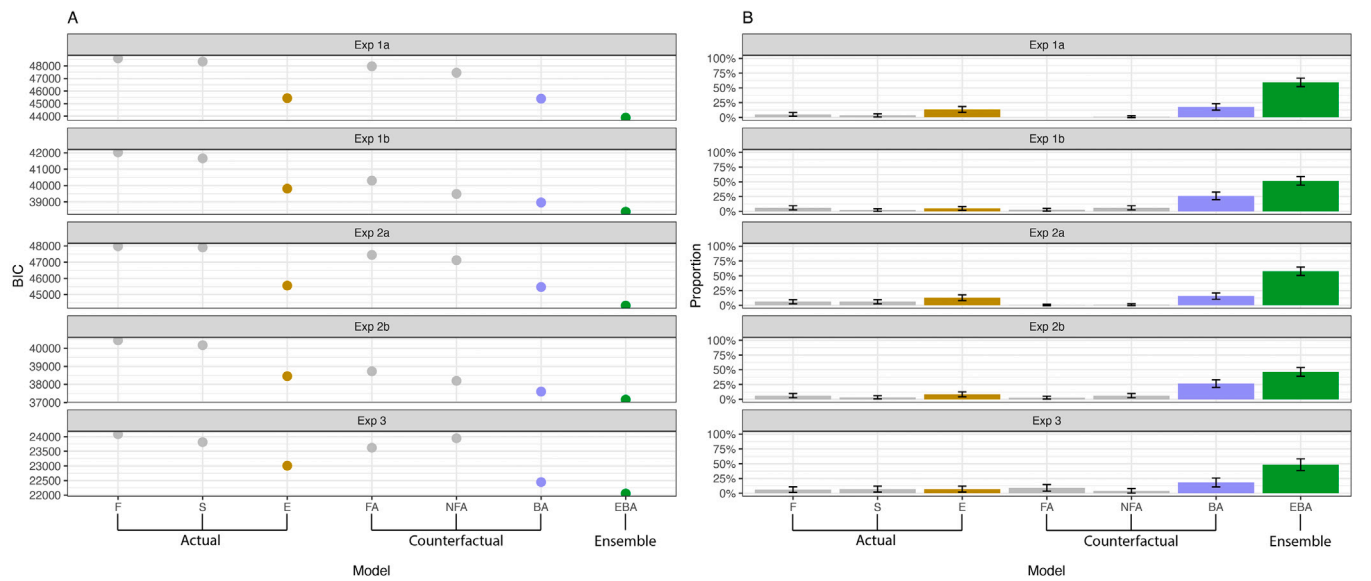 A
Exp 1a
48000
47000
46000
45000
44000
Exp 1b
42000
41000
40000
39000
Exp 2a
48000
47000
46000
45000
Exp 2b
40000
39000
38000
37000
Exp 3
24000
23500
23000
22500
22000
BIC
F S E FA NFA BA EBA
Actual Counterfactual Ensemble
Model
B
Exp 1a
100%
75%
50%
25%
0%
Exp 1b
100%
75%
50%
25%
0%
Exp 2a
100%
75%
50%
25%
0%
Exp 2b
100%
75%
50%
25%
0%
Exp 3
100%
75%
50%
25%
0%
Proportion
F S E FA NFA BA EBA
Actual Counterfactual Ensemble
Model